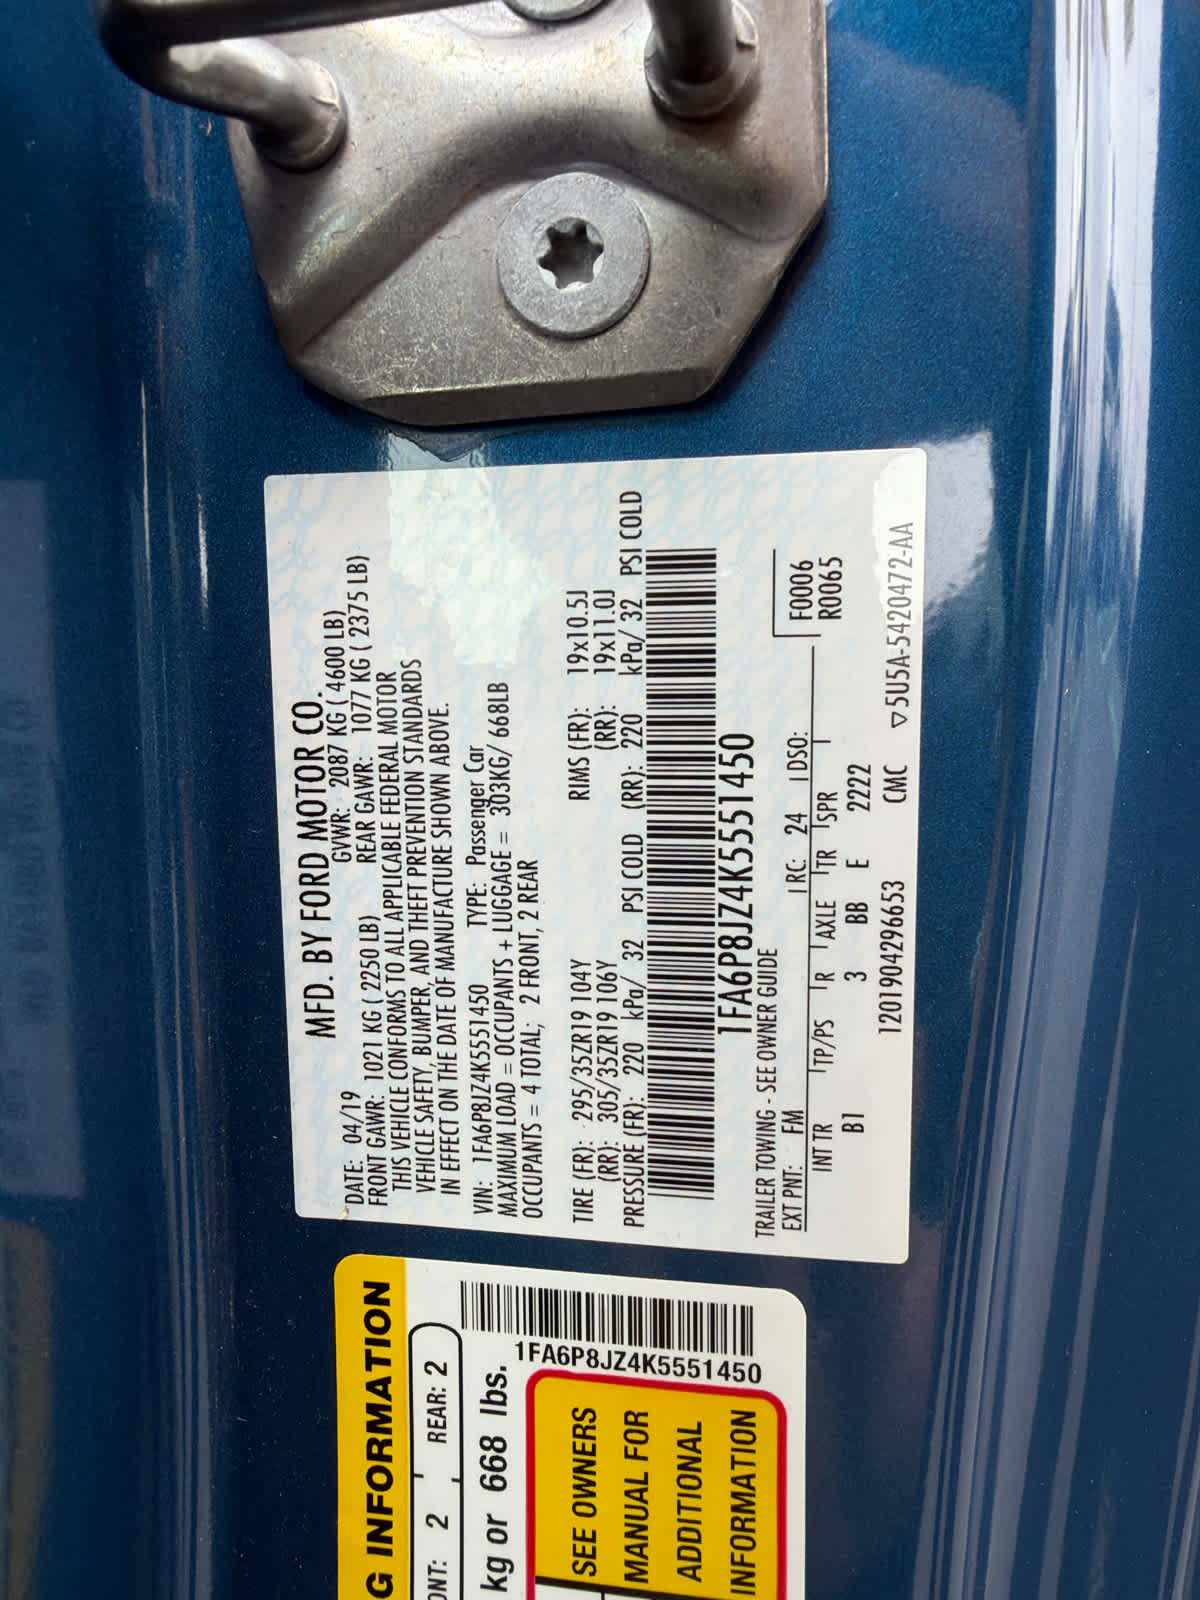 MFD. BY FORD MOTOR CO.
DATE: 04/19 GVWR: 2087 KG ( 4600 LB)
FRONT GAWR: 1021 KG ( 2250 LB) REAR GAWR: 1077 KG ( 2375 LB)
THIS VEHICLE CONFORMS TO ALL APPLICABLE FEDERAL MOTOR
VEHICLE SAFETY, BUMPER, AND THEFT PREVENTION STANDARDS
IN EFFECT ON THE DATE OF MANUFACTURE SHOWN ABOVE.
VIN: 1FA6P8JZ4K5551450 TYPE: Passenger Car
MAXIMUM LOAD = OCCUPANTS + LUGGAGE = 303KG/ 668LB
OCCUPANTS = 4 TOTAL; 2 FRONT, 2 REAR
TIRE (FR): 295/35ZR19 104Y RIMS (FR): 19x10.5J
(RR): 305/35ZR19 106Y (RR): 19x11.0J
PRESSURE (FR): 220 kPa/ 32 PSI COLD (RR): 220 kPa/ 32 PSI COLD
1FA6P8JZ4K5551450
TRAILER TOWING - SEE OWNER GUIDE
F0006
EXT PNT: FM RC: 24 DSO: R0065
INT TR TP/PS R AXLE TR SPR
B1 3 BB E 2222
1201904296653 CMC ▽5U5A-5420472-AA
G INFORMATION
ONT: 2 REAR: 2
kg or 668 lbs.
1FA6P8JZ4K5551450
SEE OWNERS
MANUAL FOR
ADDITIONAL
INFORMATION